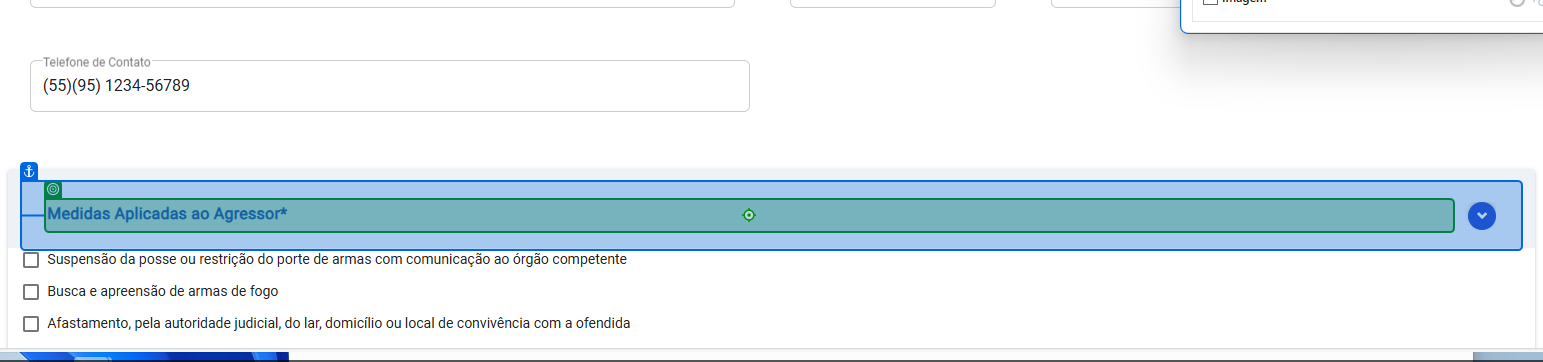 Imagem
Telefone de Contato
(55)(95) 1234-56789
Medidas Aplicadas ao Agressor*
Suspensão da posse ou restrição do porte de armas com comunicação ao órgão competente
Busca e apreensão de armas de fogo
Afastamento, pela autoridade judicial, do lar, domicílio ou local de convivência com a ofendida